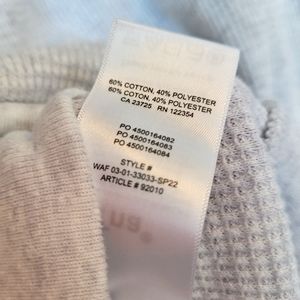 60% COTTON, 40% POLYESTER
60% COTON, 40% POLYESTER
CA 23725 RN 122354
PO 4500164082
PO 4500164083
PO 4500164084
STYLE #
WAF 03-01-33033-SP22
ARTICLE # 92010